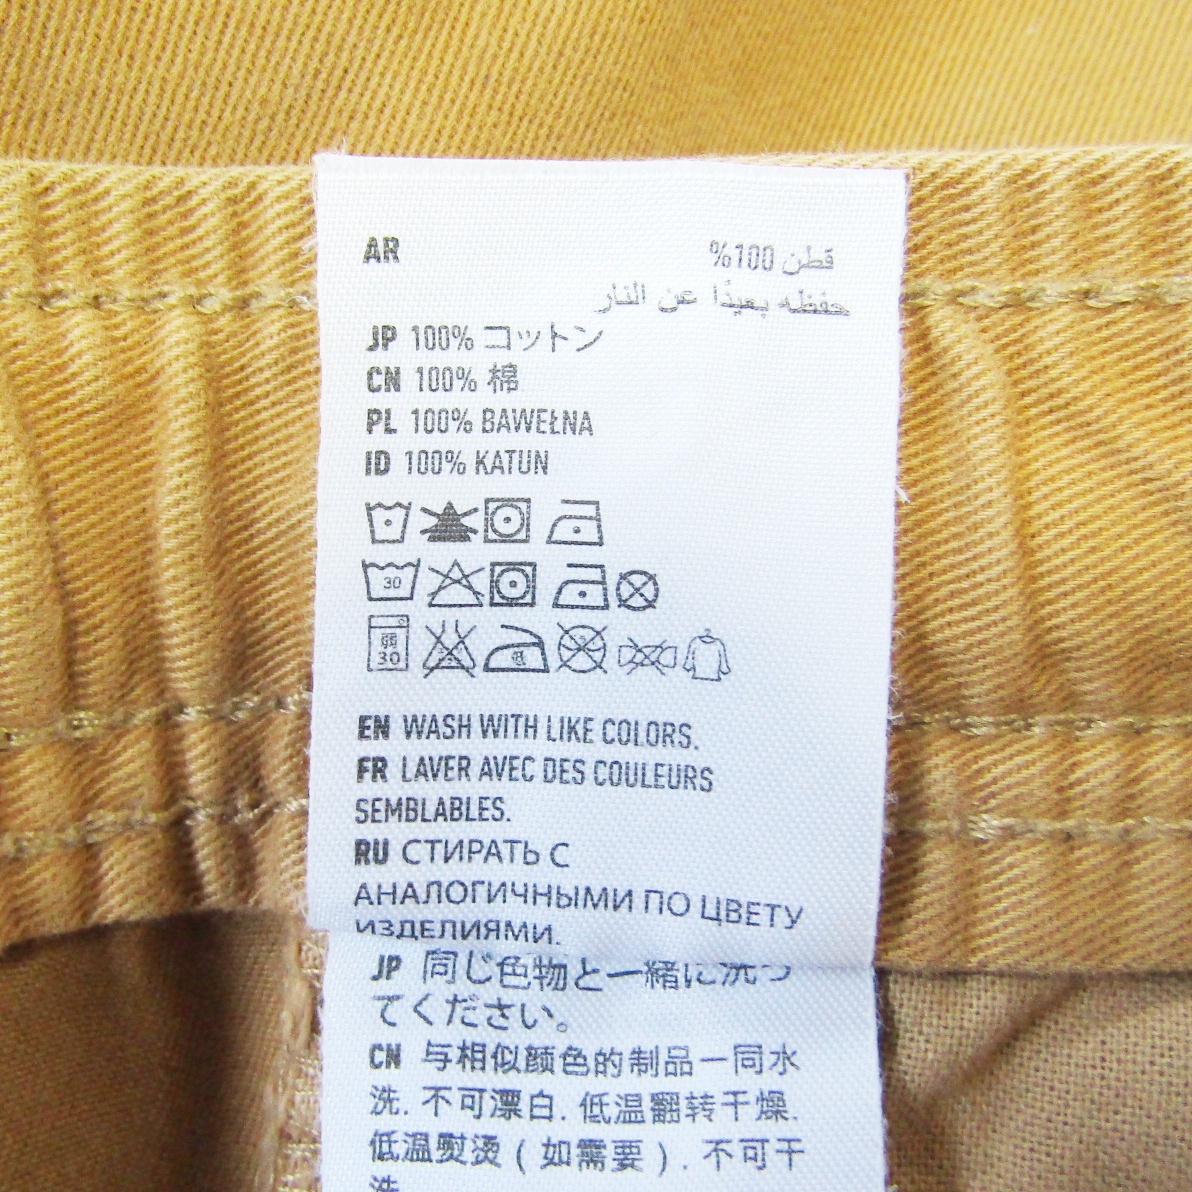 AR قطن 100%
حفظه بعيدًا عن النار
JP 100% コットン
CN 100% 棉
PL 100% BAWEŁNA
ID 100% KATUN
30
弱
30
低
EN WASH WITH LIKE COLORS.
FR LAVER AVEC DES COULEURS
SEMBLABLES.
RU СТИРАТЬ С
АНАЛОГИЧНЫМИ ПО ЦВЕТУ
ИЗДЕЛИЯМИ.
JP 同じ色物と一緒に洗っ
てください。
CN 与相似颜色的制品一同水
洗. 不可漂白. 低温翻转干燥.
低温熨烫 ( 如需要 ) . 不可干
洗